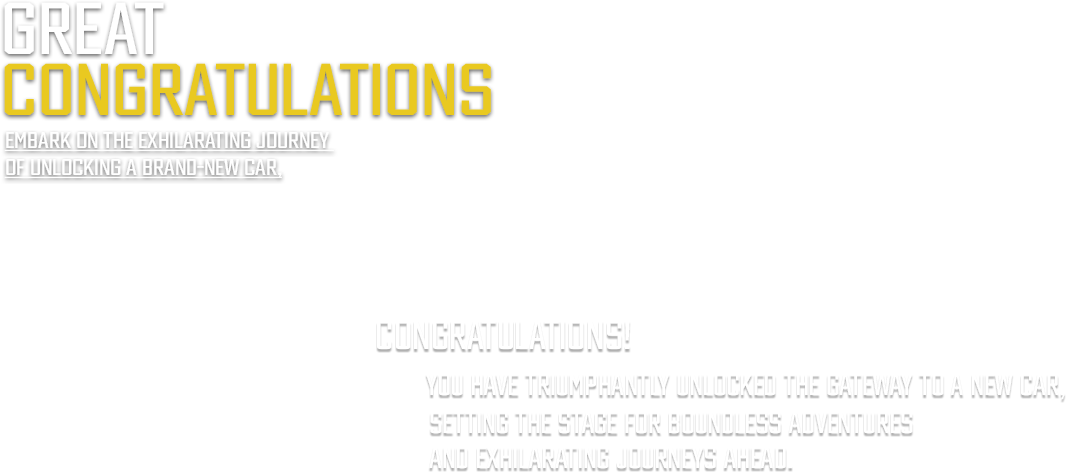 GREAT
CONGRATULATIONS
EMBARK ON THE EXHILARATING JOURNEY
OF UNLOCKING A BRAND-NEW CAR.
CONGRATULATIONS!
YOU HAVE TRIUMPHANTLY UNLOCKED THE GATEWAY TO A NEW CAR,
SETTING THE STAGE FOR BOUNDLESS ADVENTURES
AND EXHILARATING JOURNEYS AHEAD.